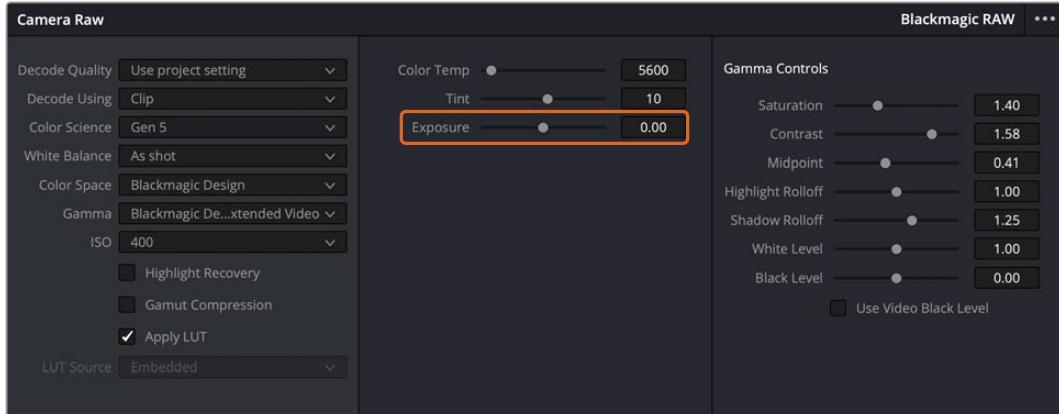 Camera Raw
Blackmagic RAW
Decode Quality Use project setting
Decode Using Clip
Color Science Gen 5
White Balance As shot
Color Space Blackmagic Design
Gamma Blackmagic De...xtended Video
ISO 400
Highlight Recovery
Gamut Compression
Apply LUT
LUT Source Embedded
Color Temp 5600
Tint 10
Exposure 0.00
Gamma Controls
Saturation 1.40
Contrast 1.58
Midpoint 0.41
Highlight Rolloff 1.00
Shadow Rolloff 1.25
White Level 1.00
Black Level 0.00
Use Video Black Level